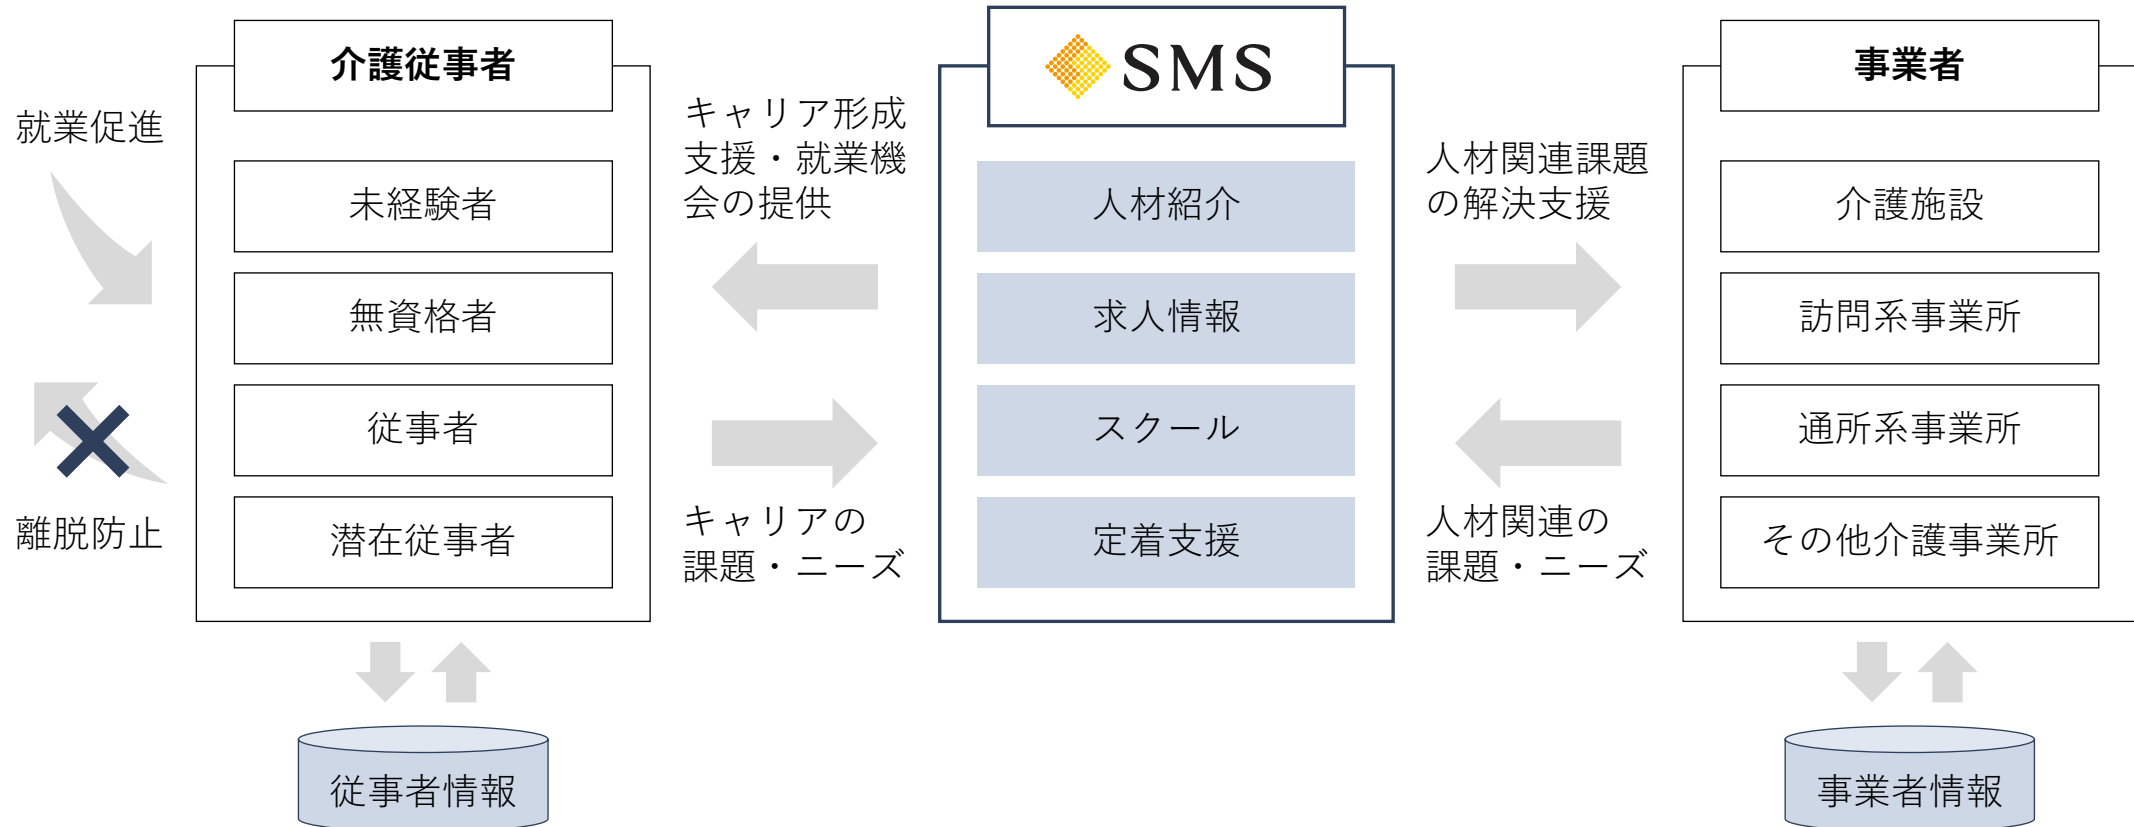 介護従事者
就業促進
未経験者
無資格者
従事者
潜在従事者
離脱防止
従事者情報
キャリア形成
支援・就業機
会の提供
キャリアの
課題・ニーズ
SMS
人材紹介
求人情報
スクール
定着支援
人材関連課題
の解決支援
人材関連の
課題・ニーズ
事業者
介護施設
訪問系事業所
通所系事業所
その他介護事業所
事業者情報